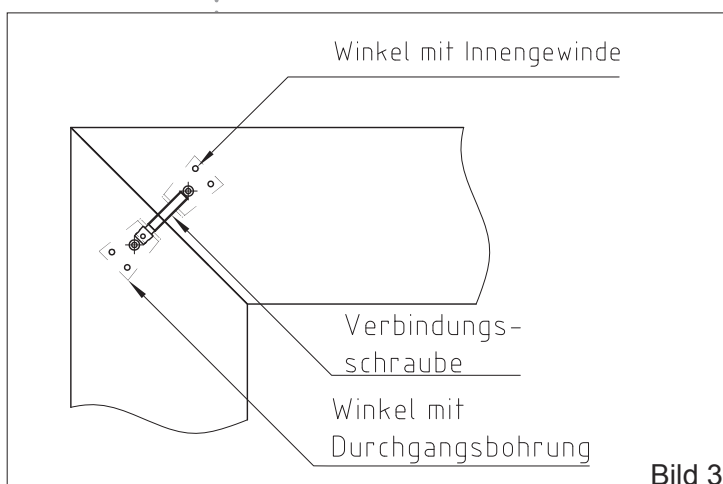 Winkel mit Innengewinde
Verbindungs-
schraube
Winkel mit
Durchgangsbohrung
Bild 3